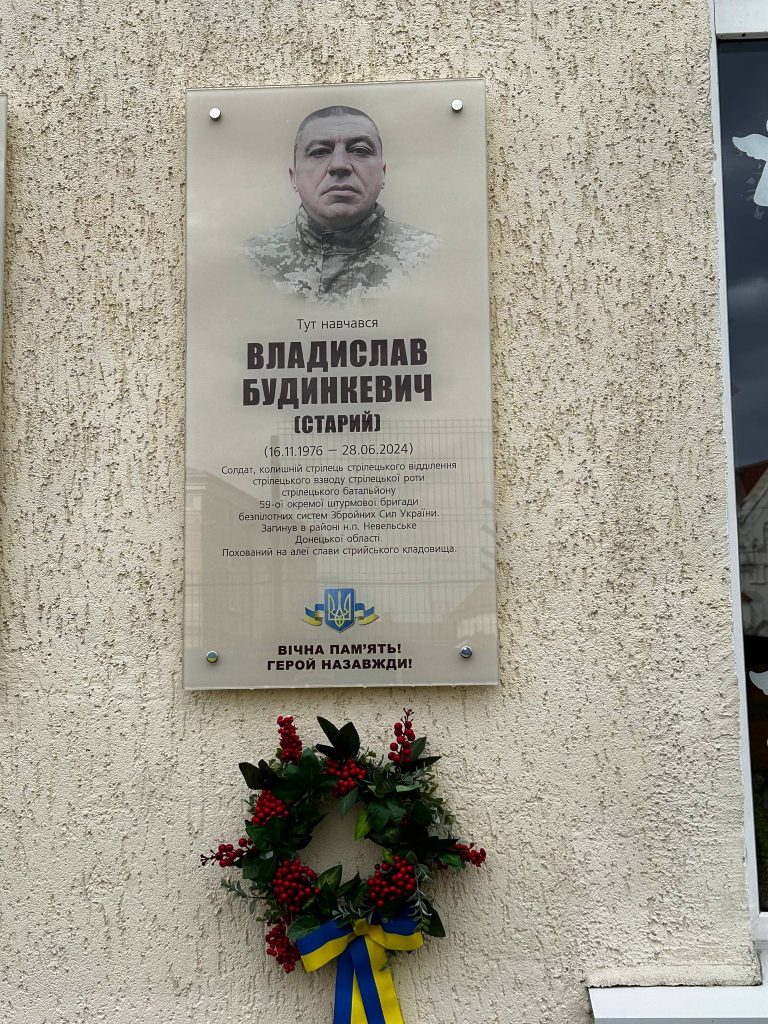 Тут навчався
ВЛАДИСЛАВ
БУДИНКЕВИЧ
(СТАРИЙ)
(16.11.1976 – 28.06.2024)
Солдат, колишній стрілець стрілецького відділення
стрілецького взводу стрілецької роти
стрілецького батальйону
59-ої окремої штурмової бригади
безпілотних систем Збройних Сил України.
Загинув в районі н.п. Невельське
Донецької області.
Похований на алеї слави стрийського кладовища.
ВІЧНА ПАМ'ЯТЬ!
ГЕРОЙ НАЗАВЖДИ!